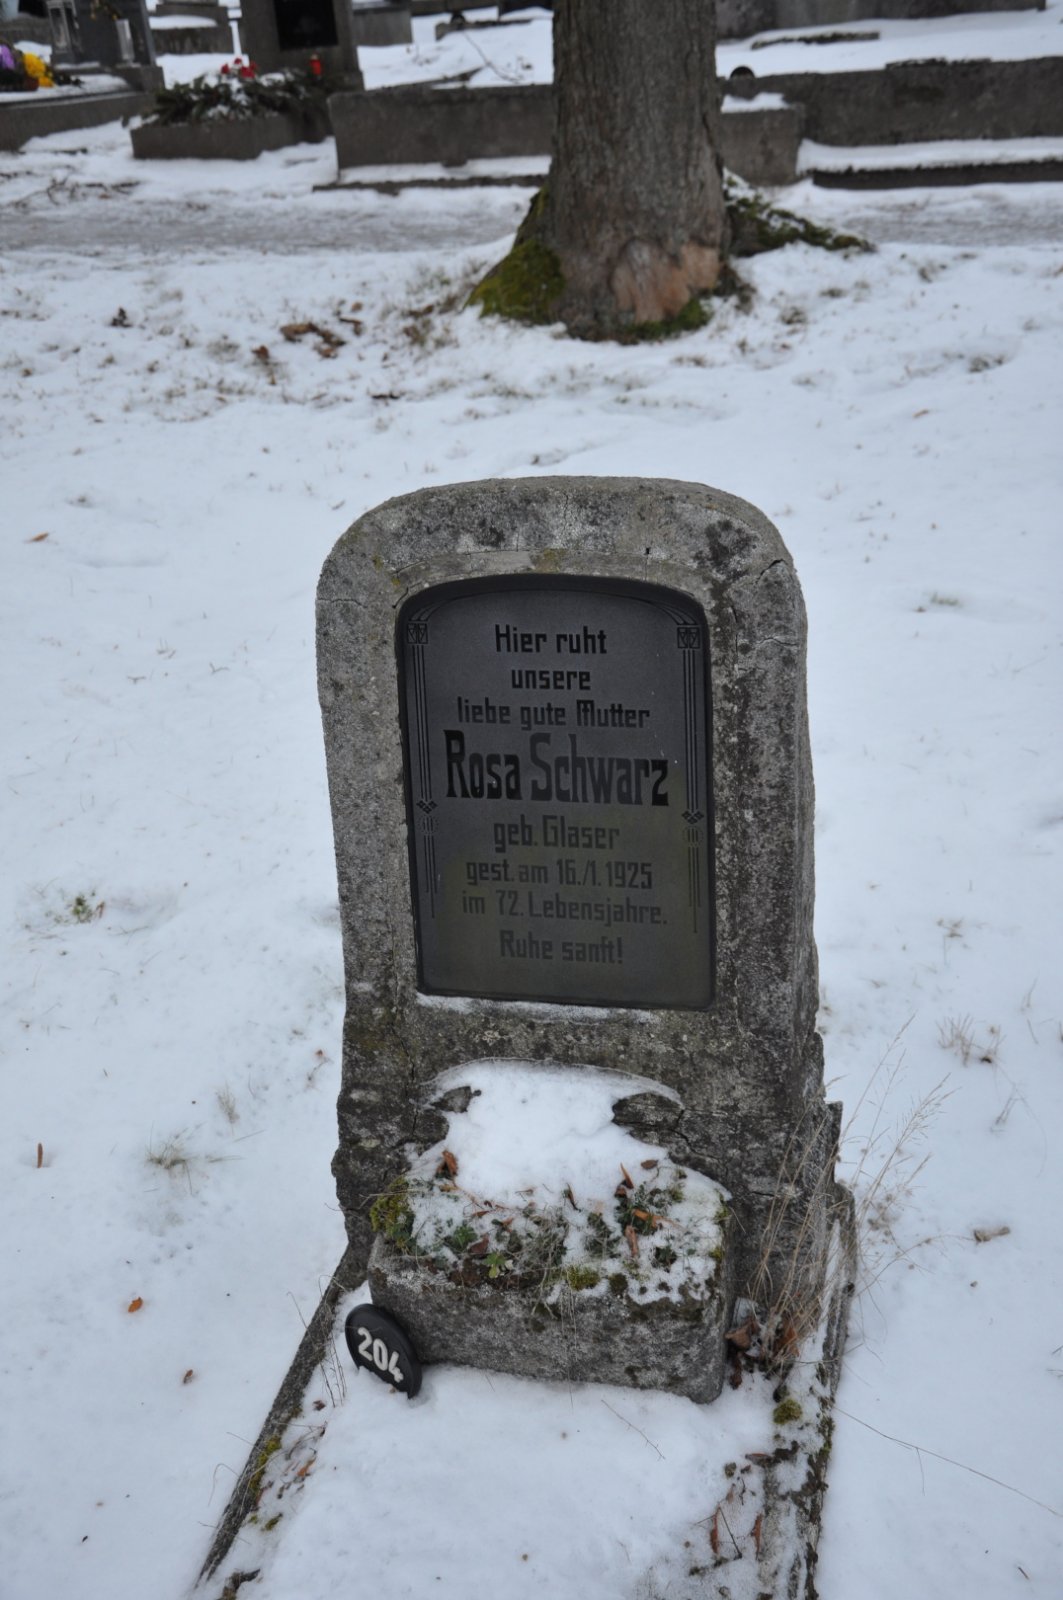 Hier ruht
unsere
liebe gute Mutter
Rosa Schwarz
geb. Glaser
gest. am 16./1. 1925
im 72. Lebensjahre.
Ruhe sanft!
204